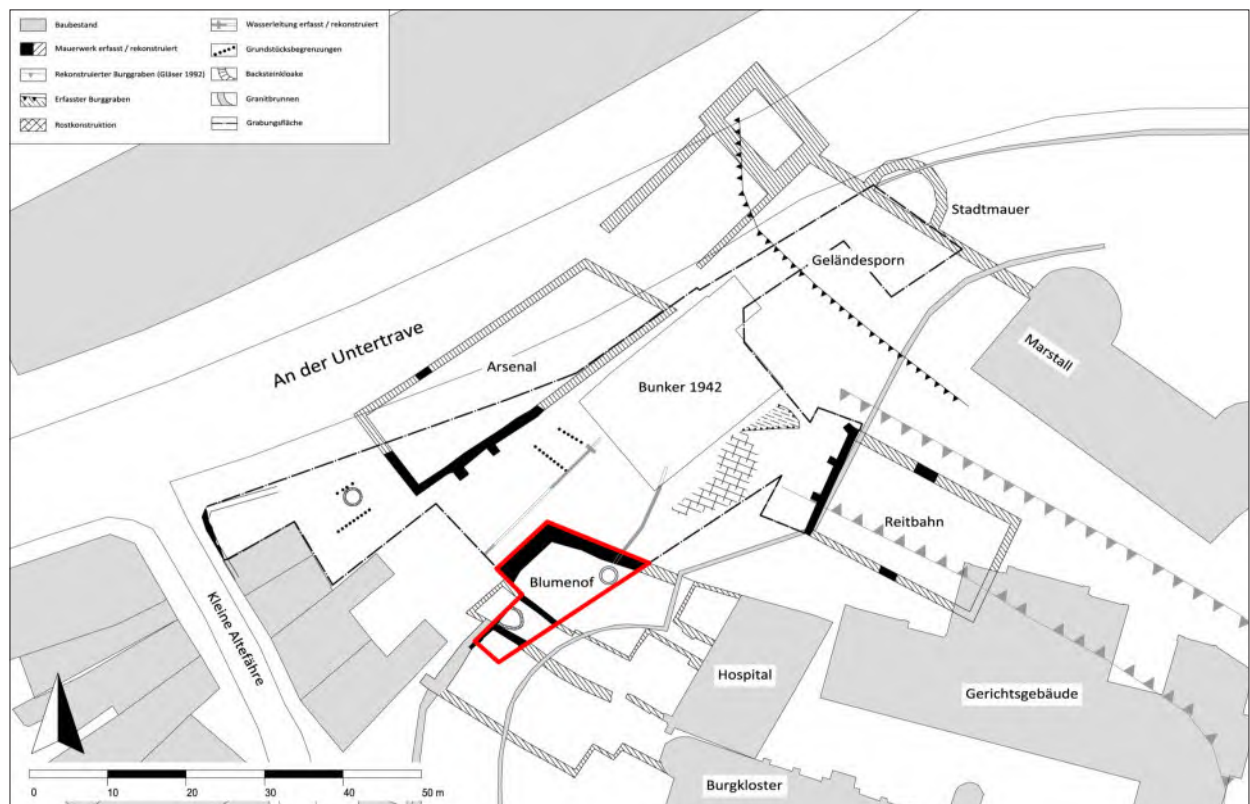 Baubestand
Mauerwerk erfasst / rekonstruiert
Rekonstruierter Burggraben (Gläser 1992)
Erfasster Burggraben
Rostkonstruktion
Wasserleitung erfasst / rekonstruiert
Grundstücksbegrenzungen
Backsteinkloake
Granitbrunnen
Grabungsfläche
Stadtmauer
Geländesporn
An der Untertrave
Arsenal
Marstall
Bunker 1942
Reitbahn
Blumenof
Kleine Altefähre
Hospital
Gerichtsgebäude
Burgkloster
0 10 20 30 40 50 m